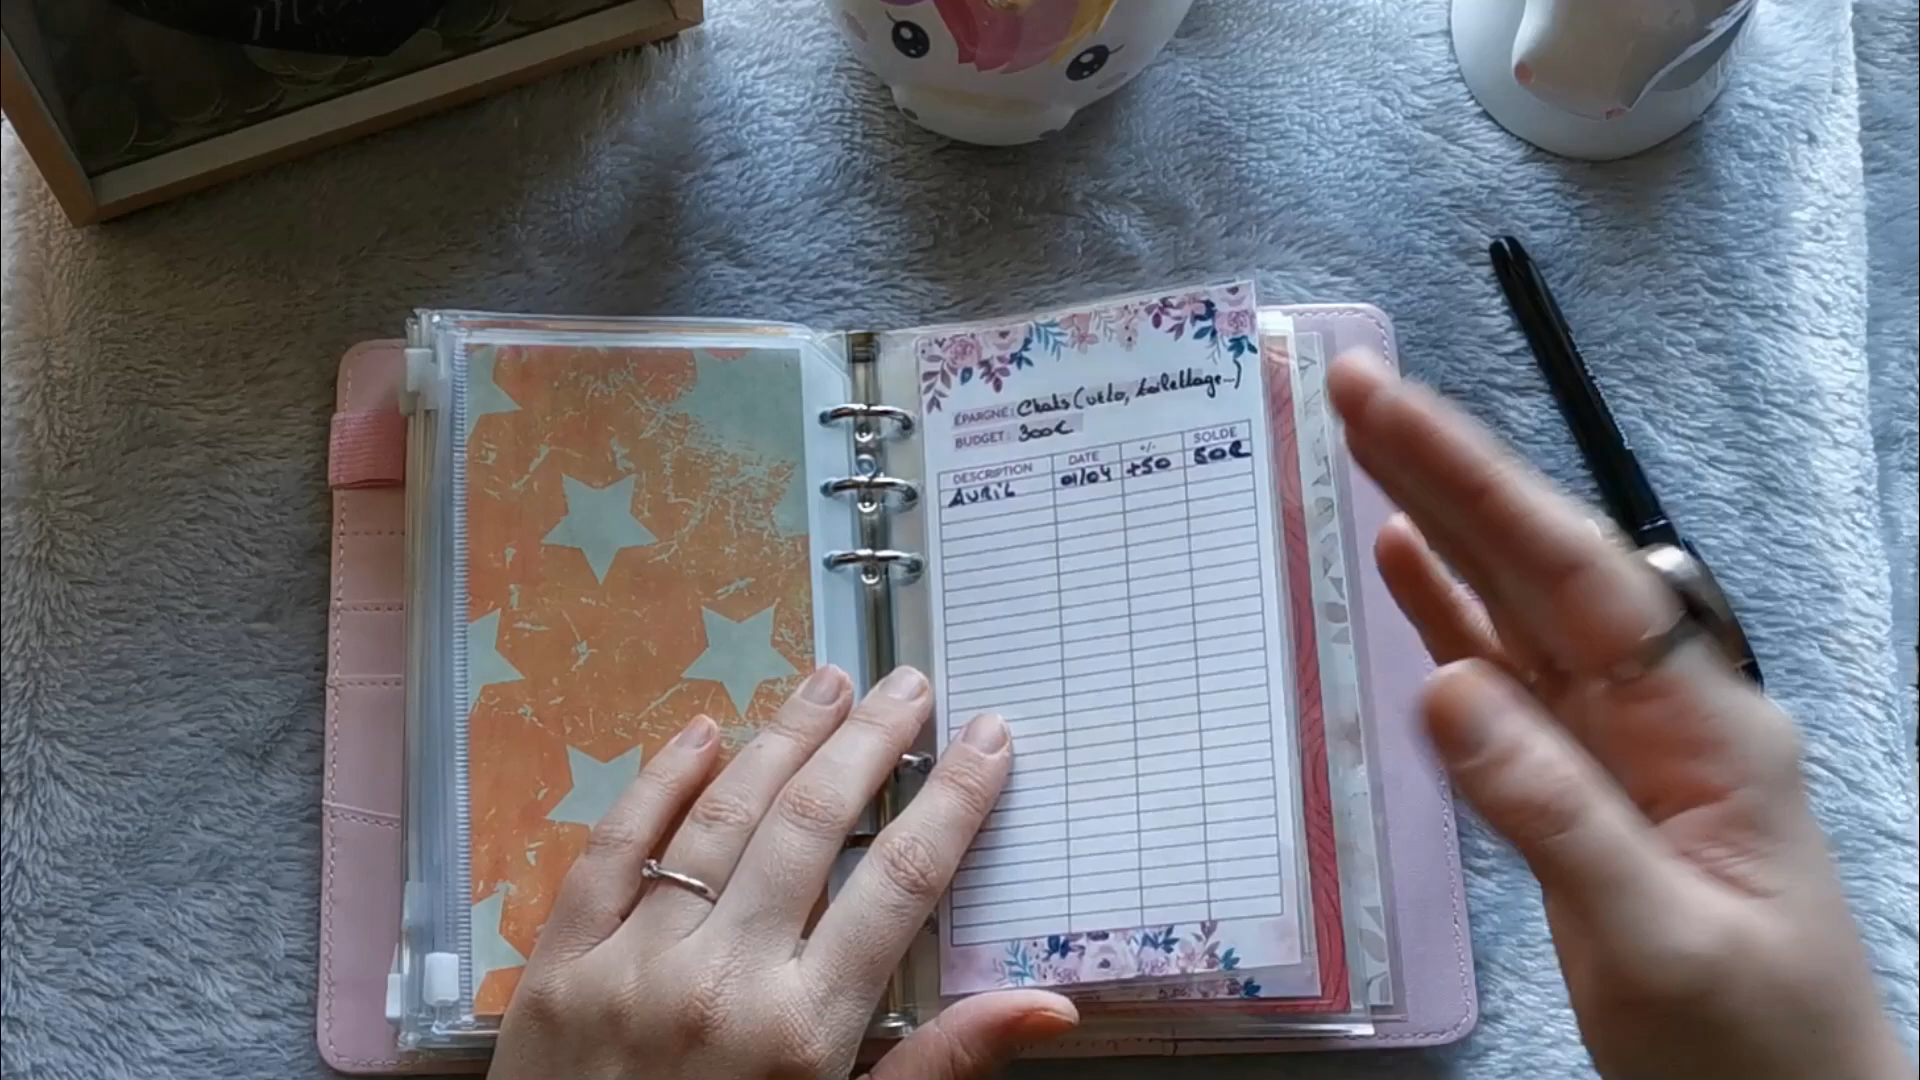 ÉPARGNE: Chats (véto, toilettage...)
BUDGET: 300€
DESCRIPTION DATE +/- SOLDE
AVRIL 01/04 +50 50€